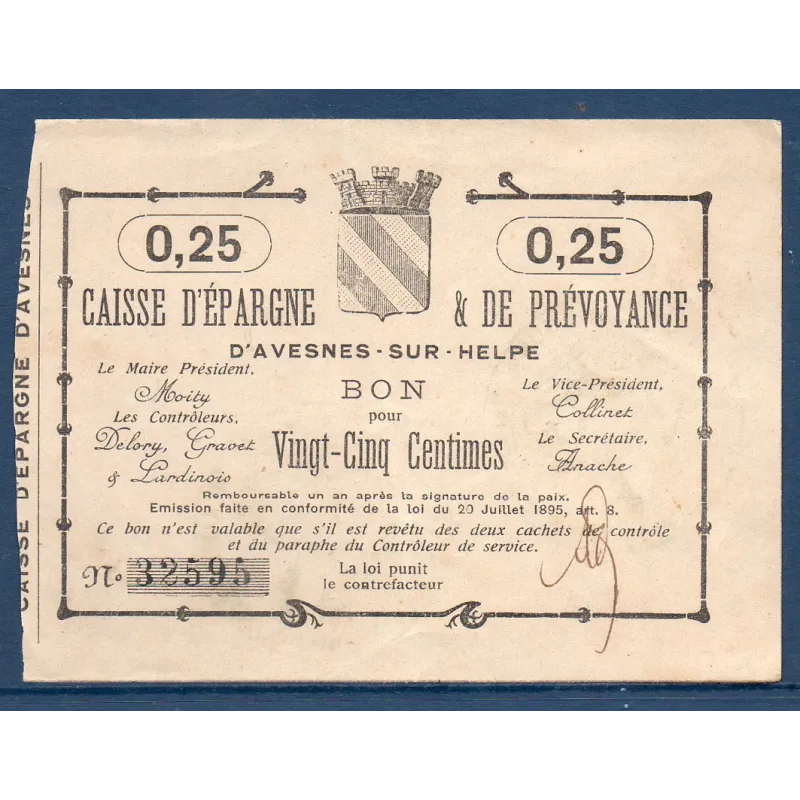 CAISSE D'ÉPARGNE D'AVESNES
0,25
0,25
CAISSE D'ÉPARGNE & DE PRÉVOYANCE
D'AVESNES-SUR-HELPE
Le Maire Président,
Moity
Les Contrôleurs,
Delory, Gravet
& Lardinois
BON
pour
Vingt-Cinq Centimes
Le Vice-Président,
Collinet
Le Secrétaire,
Anache
Remboursable un an après la signature de la paix.
Emission faite en conformité de la loi du 20 Juillet 1895, art. 8.
Ce bon n'est valable que s'il est revêtu des deux cachets de contrôle
et du paraphe du Contrôleur de service.
No 32595
La loi punit
le contrefacteur